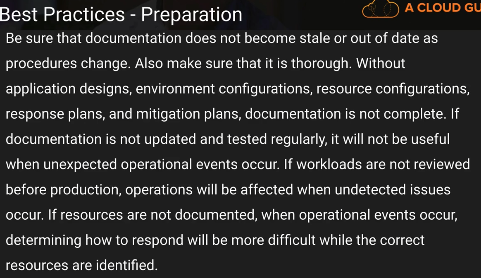 Best Practices - Preparation
A CLOUD GU
Be sure that documentation does not become stale or out of date as
procedures change. Also make sure that it is thorough. Without
application designs, environment configurations, resource configurations,
response plans, and mitigation plans, documentation is not complete. If
documentation is not updated and tested regularly, it will not be useful
when unexpected operational events occur. If workloads are not reviewed
before production, operations will be affected when undetected issues
occur. If resources are not documented, when operational events occur,
determining how to respond will be more difficult while the correct
resources are identified.